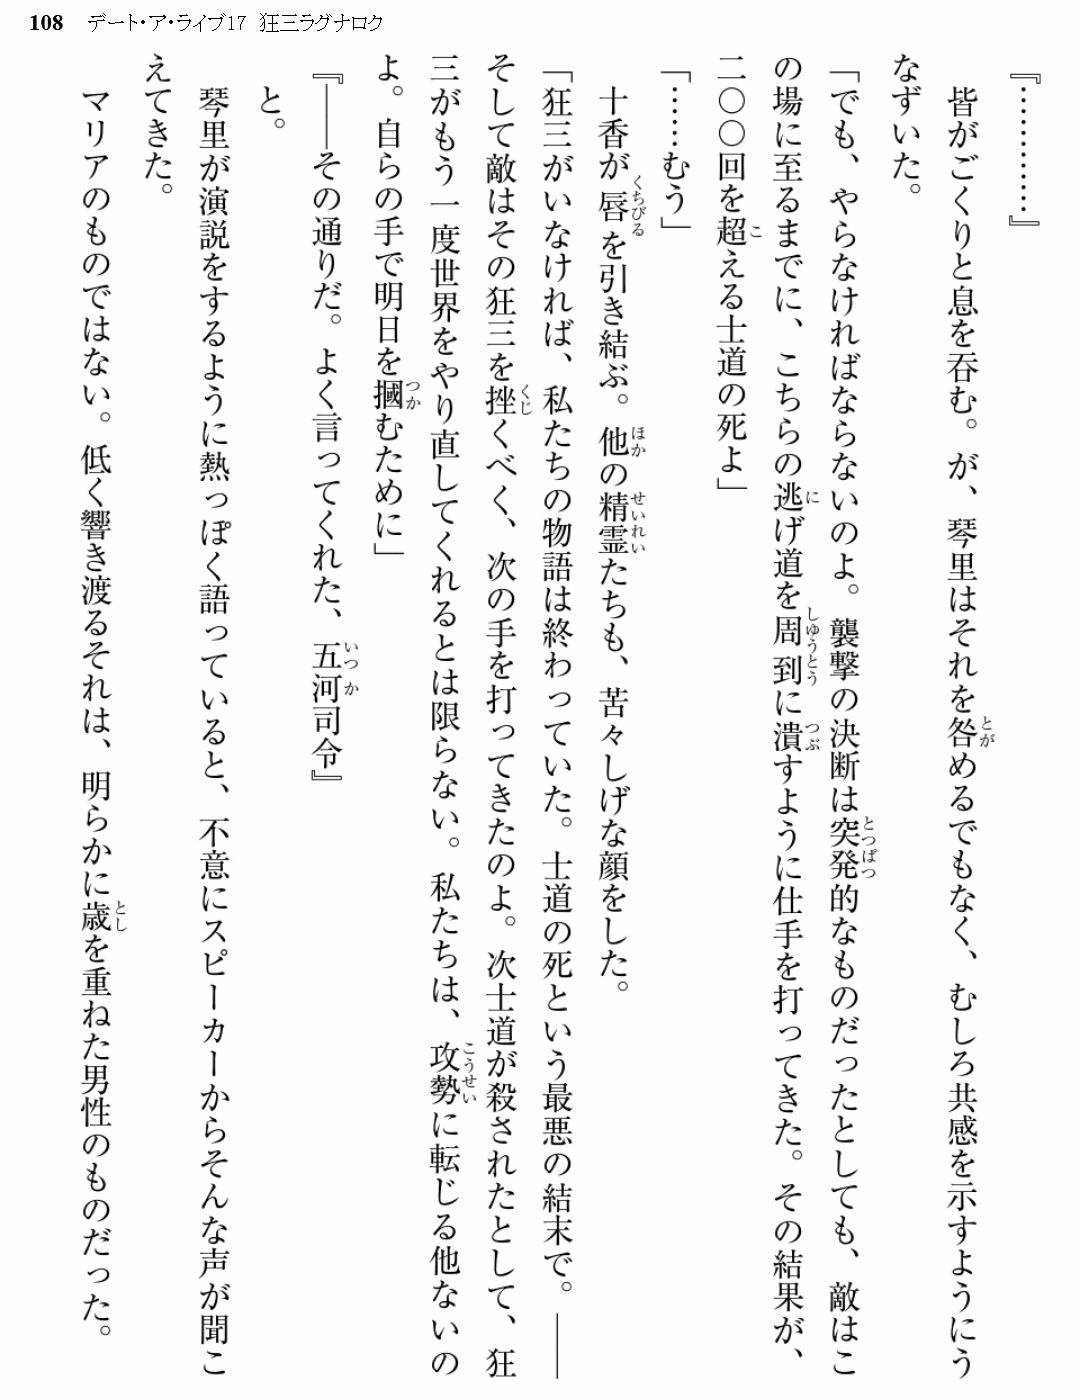 108 デート・ア・ライブ17 狂三ラグナロク
『…………』
皆がごくりと息を呑む。が、琴里はそれを咎めるでもなく、むしろ共感を示すようにう
なずいた。
「でも、やらなければならないのよ。襲撃の決断は突発的なものだったとしても、敵はこ
の場に至るまでに、こちらの逃げ道を周到に潰すように仕手を打ってきた。その結果が、
二〇〇回を超える士道の死よ」
「……むう」
十香が唇を引き結ぶ。他の精霊たちも、苦々しげな顔をした。
「狂三がいなければ、私たちの物語は終わっていた。士道の死という最悪の結末で。――
そして敵はその狂三を挫くべく、次の手を打ってきたのよ。次士道が殺されたとして、狂
三がもう一度世界をやり直してくれるとは限らない。私たちは、攻勢に転じる他ないの
よ。自らの手で明日を摑むために」
『――その通りだ。よく言ってくれた、五河司令』
と。
琴里が演説をするように熱っぽく語っていると、不意にスピーカーからそんな声が聞こ
えてきた。
マリアのものではない。低く響き渡るそれは、明らかに歳を重ねた男性のものだった。